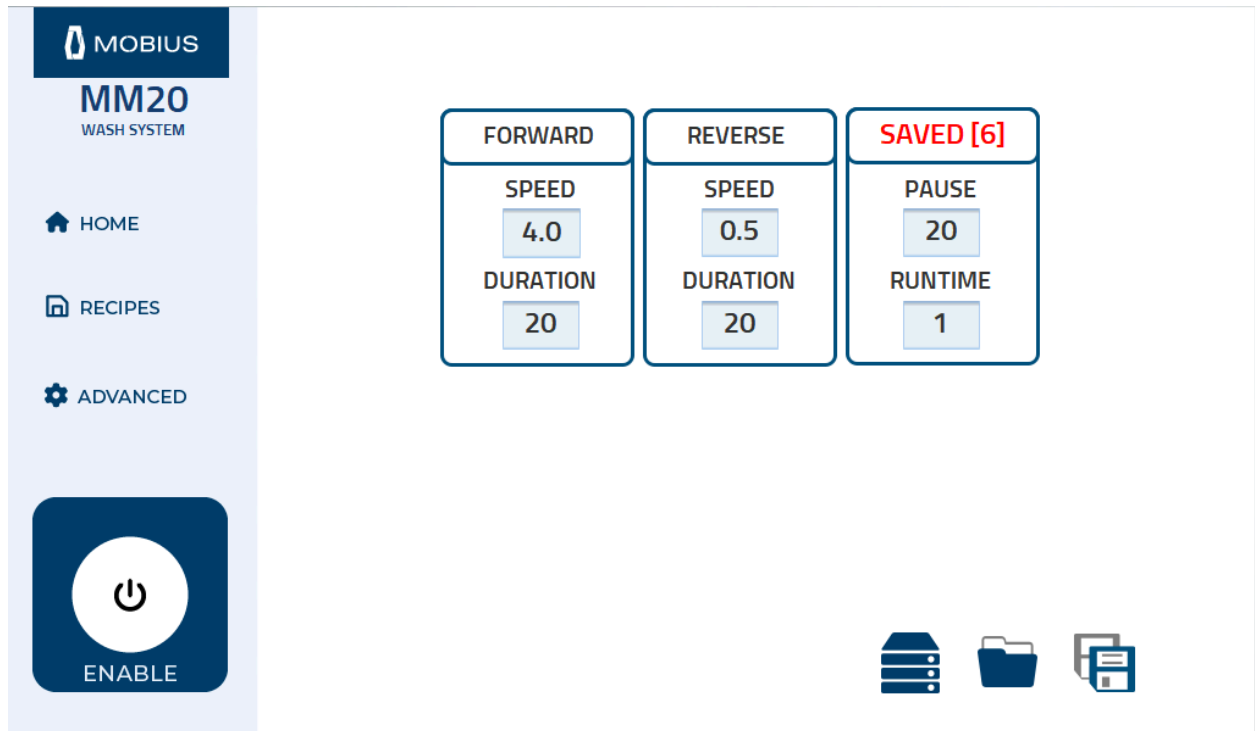 MOBIUS
MM20
WASH SYSTEM
HOME
RECIPES
ADVANCED
ENABLE
FORWARD
SPEED
4.0
DURATION
20
REVERSE
SPEED
0.5
DURATION
20
SAVED [6]
PAUSE
20
RUNTIME
1